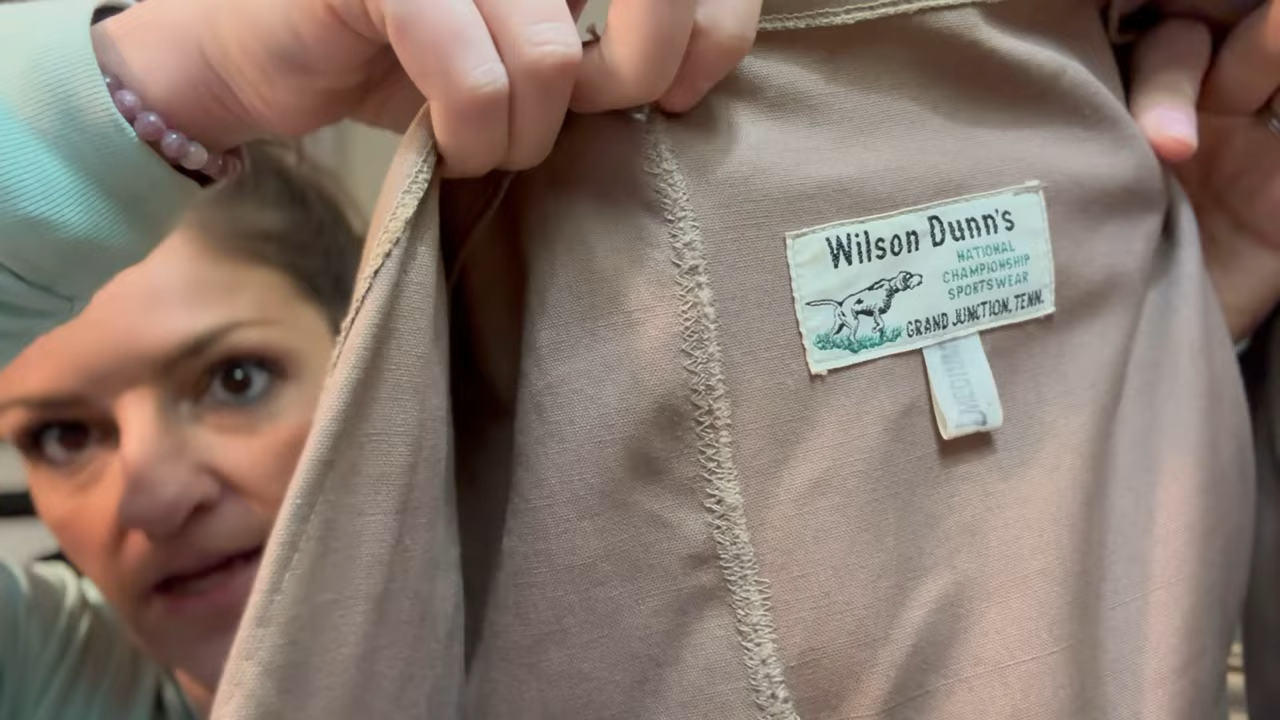 Wilson Dunn's
NATIONAL
CHAMPIONSHIP
SPORTSWEAR
GRAND JUNCTION, TENN.